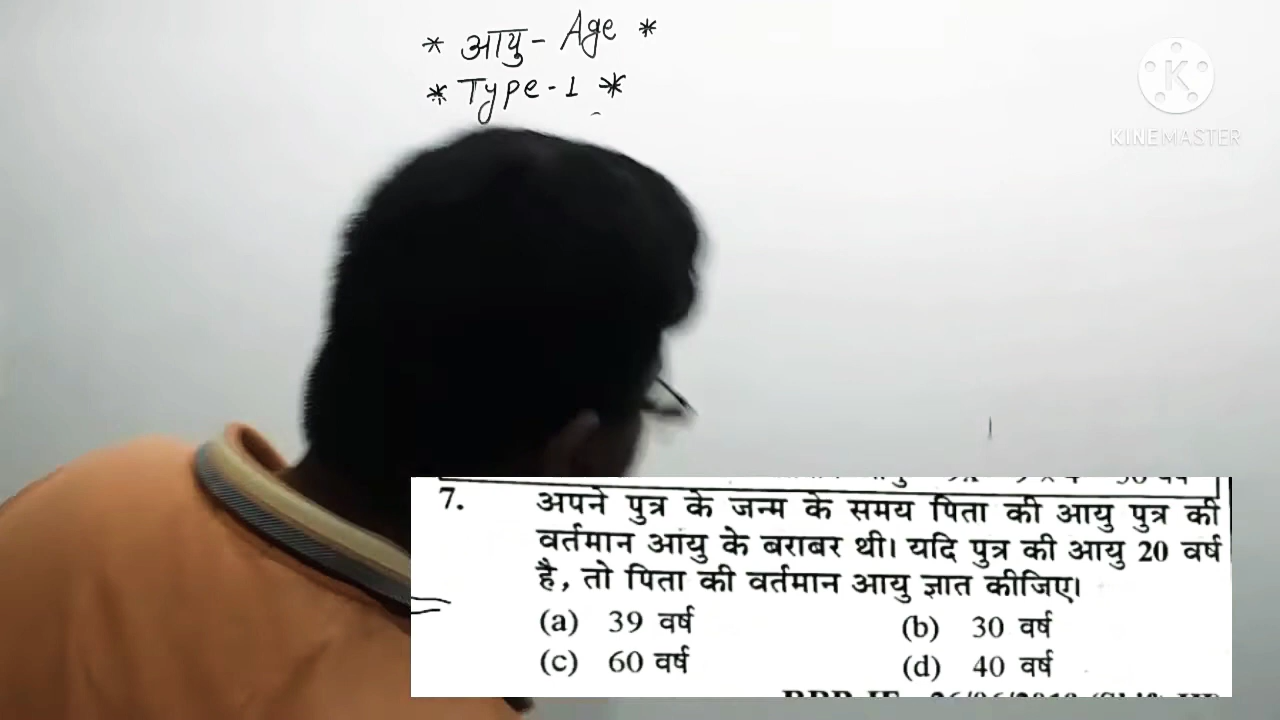 * आयु - Age *
* Type - 1 *
KINEMASTER
7. अपने पुत्र के जन्म के समय पिता की आयु पुत्र की
वर्तमान आयु के बराबर थी। यदि पुत्र की आयु 20 वर्ष
है, तो पिता की वर्तमान आयु ज्ञात कीजिए।
(a) 39 वर्ष (b) 30 वर्ष
(c) 60 वर्ष (d) 40 वर्ष